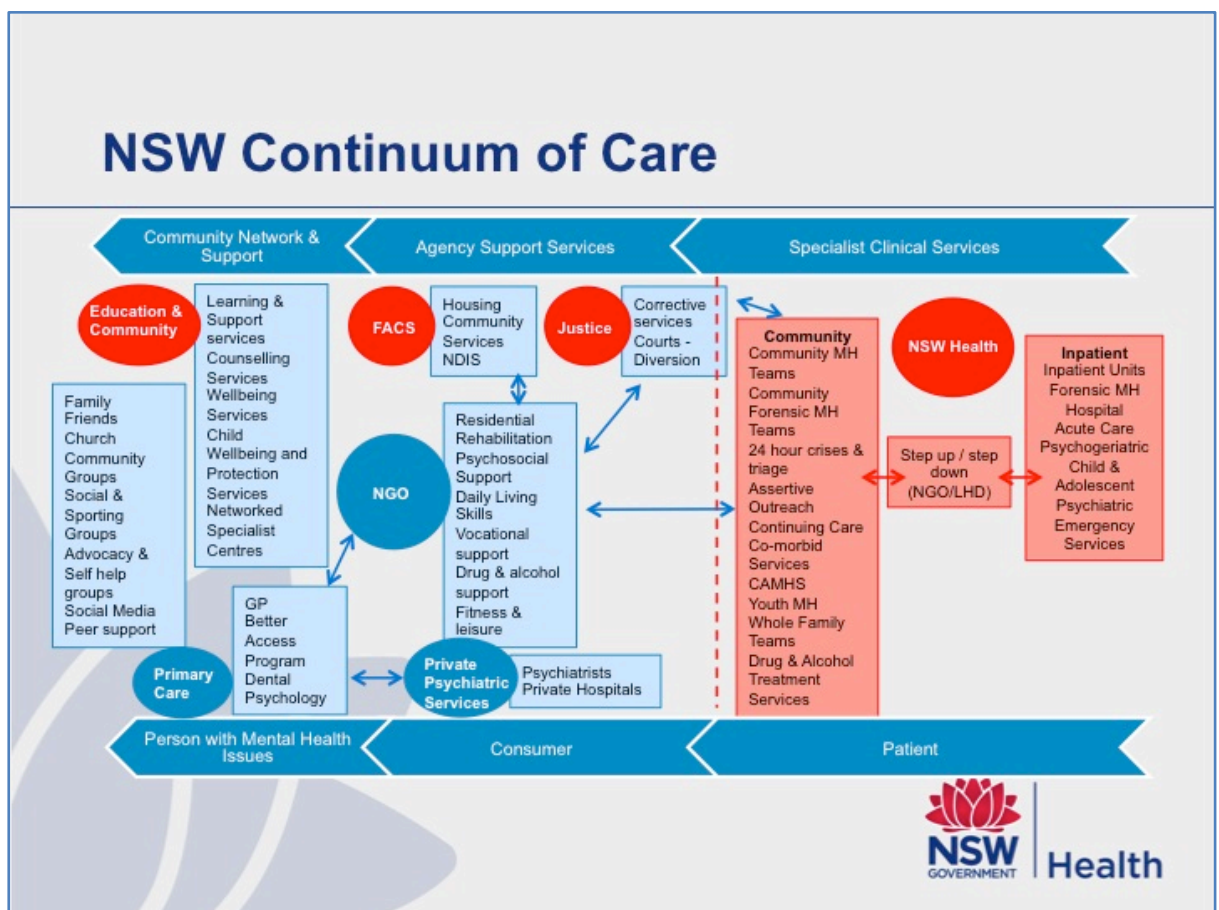 NSW Continuum of Care
Community Network &
Support
Agency Support Services
Specialist Clinical Services
Education &
Community
Learning &
Support
services
Counselling
Services
Wellbeing
Services
Child
Wellbeing and
Protection
Services
Networked
Specialist
Centres
Family
Friends
Church
Community
Groups
Social &
Sporting
Groups
Advocacy &
Self help
groups
Social Media
Peer support
Primary
Care
GP
Better
Access
Program
Dental
Psychology
FACS
Housing
Community
Services
NDIS
NGO
Residential
Rehabilitation
Psychosocial
Support
Daily Living
Skills
Vocational
support
Drug & alcohol
support
Fitness &
leisure
Private
Psychiatric
Services
Psychiatrists
Private Hospitals
Justice
Corrective
services
Courts -
Diversion
Community
Community MH
Teams
Community
Forensic MH
Teams
24 hour crises &
triage
Assertive
Outreach
Continuing Care
Co-morbid
Services
CAMHS
Youth MH
Whole Family
Teams
Drug & Alcohol
Treatment
Services
NSW Health
Step up / step
down
(NGO/LHD)
Inpatient
Inpatient Units
Forensic MH
Hospital
Acute Care
Psychogeriatric
Child &
Adolescent
Psychiatric
Emergency
Services
Person with Mental Health
Issues
Consumer
Patient
NSW
GOVERNMENT
Health